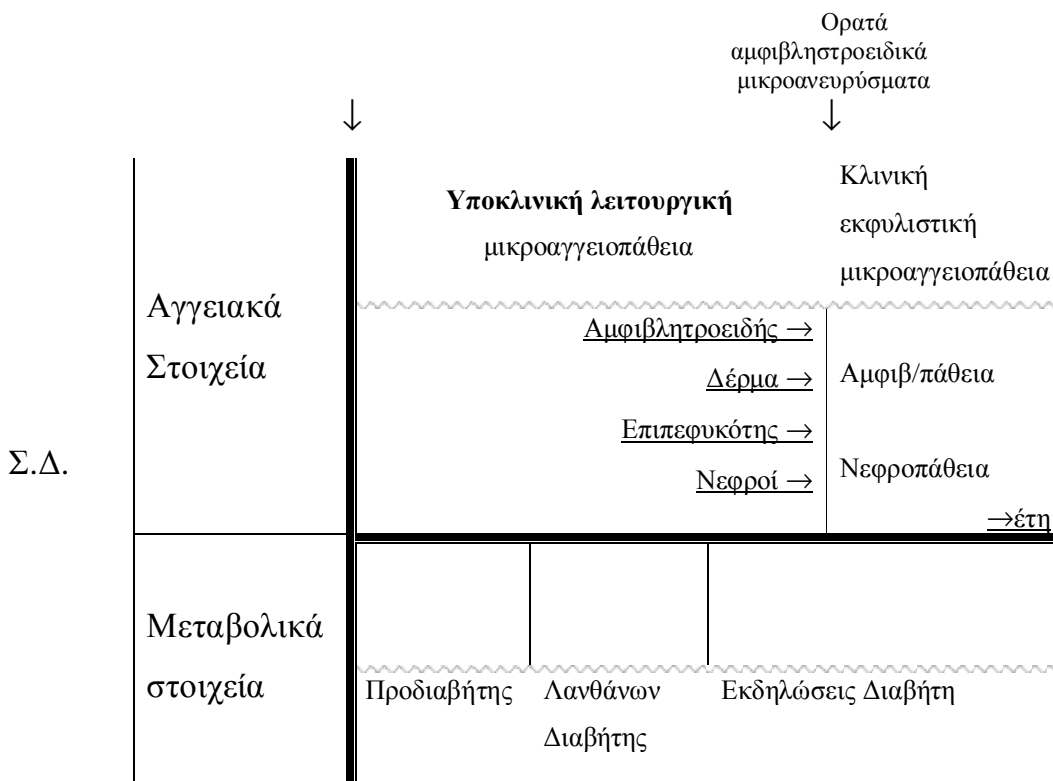 Ορατά
αμφιβληστροειδικά
μικροανευρύσματα
↓ ↓
Υποκλινική λειτουργική
μικροαγγειοπάθεια
Κλινική
εκφυλιστική
μικροαγγειοπάθεια
Αγγειακά
Στοιχεία
Αμφιβλητροειδής →
Δέρμα →
Επιπεφυκότης →
Νεφροί →
Αμφιβ/πάθεια
Νεφροπάθεια
→έτη
Σ.Δ.
Μεταβολικά
στοιχεία
Προδιαβήτης
Λανθάνων
Διαβήτης
Εκδηλώσεις Διαβήτη